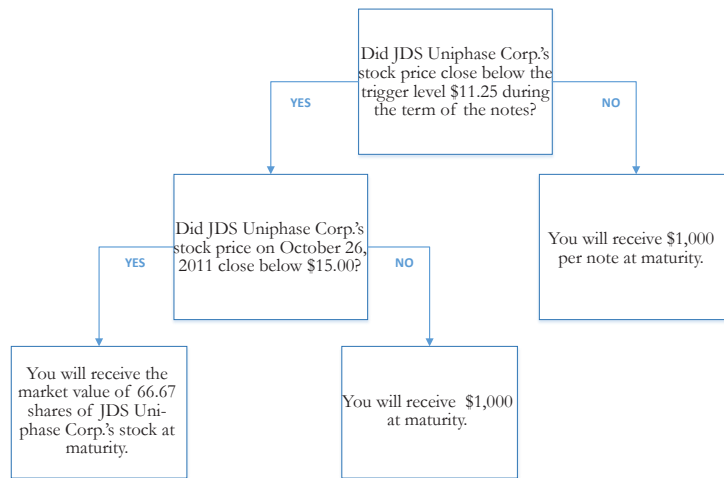 Did JDS Uniphase Corp.'s
stock price close below the
trigger level $11.25 during
the term of the notes?
YES
NO
Did JDS Uniphase Corp.'s
stock price on October 26,
2011 close below $15.00?
You will receive $1,000
per note at maturity.
YES
NO
You will receive the
market value of 66.67
shares of JDS Uni-
phase Corp.'s stock at
maturity.
You will receive $1,000
at maturity.